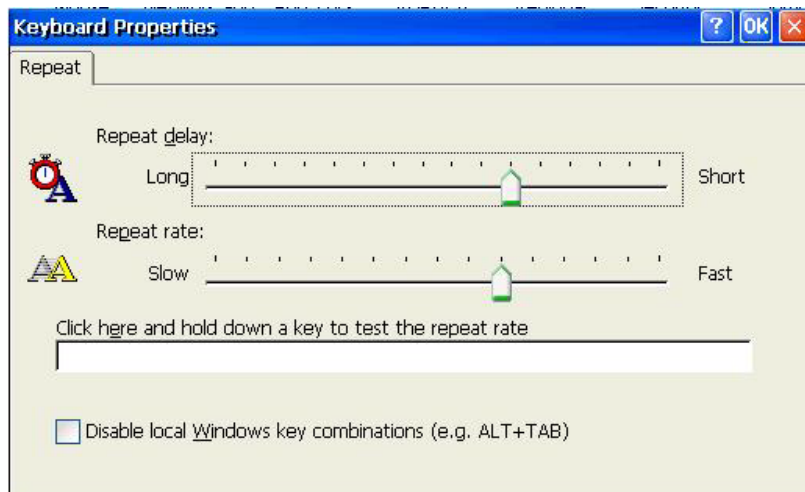 Keyboard Properties ? OK ×
Repeat
Repeat delay:
Long Short
Repeat rate:
Slow Fast
Click here and hold down a key to test the repeat rate
Disable local Windows key combinations (e.g. ALT+TAB)